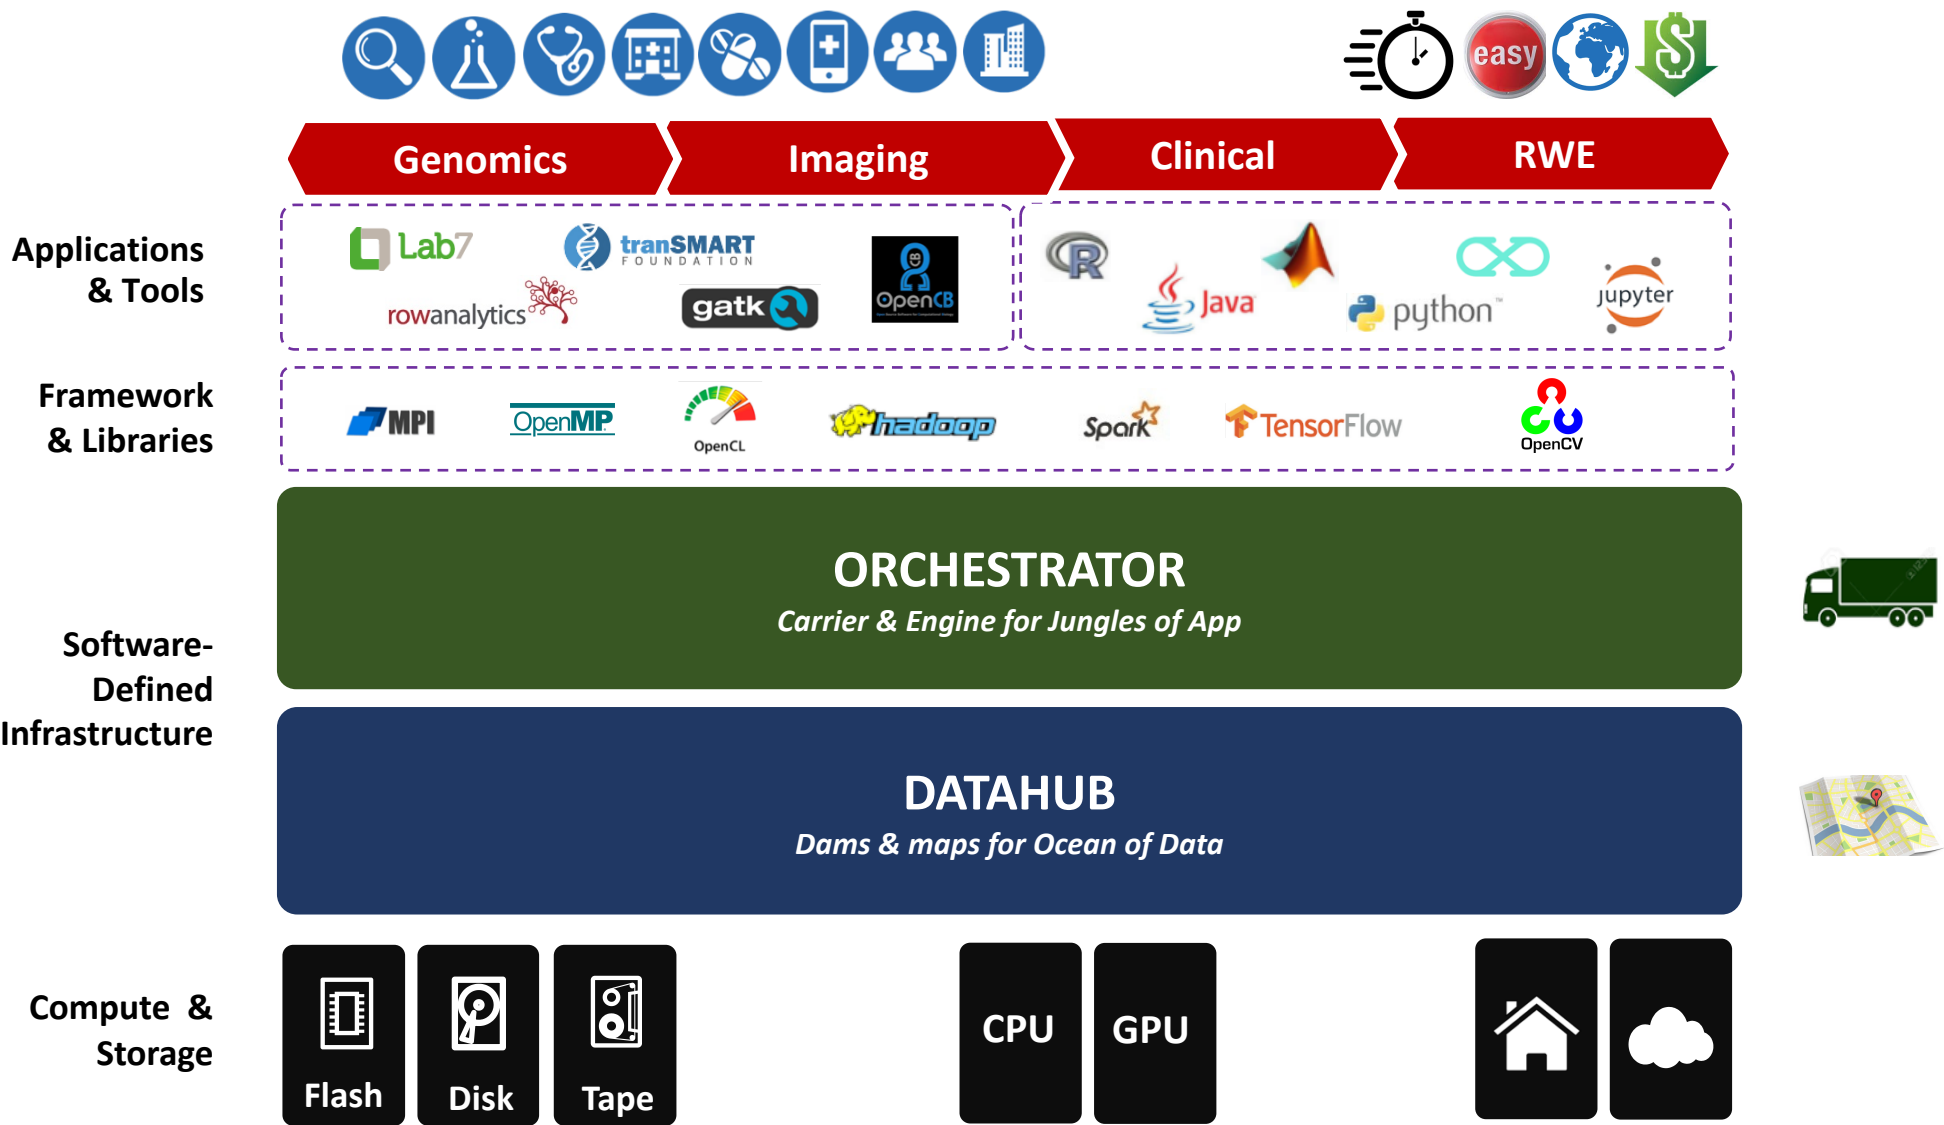 easy
$
Genomics
Imaging
Clinical
RWE
Applications
& Tools
Lab7
tranSMART
FOUNDATION
rowanalytics
gatk
OpenCB
R
Java
python™
jupyter
Framework
& Libraries
MPI
OpenMP
OpenCL
hadoop
Spark
TensorFlow
OpenCV
Software-
Defined
Infrastructure
ORCHESTRATOR
Carrier & Engine for Jungles of App
DATAHUB
Dams & maps for Ocean of Data
Compute &
Storage
Flash
Disk
Tape
CPU
GPU